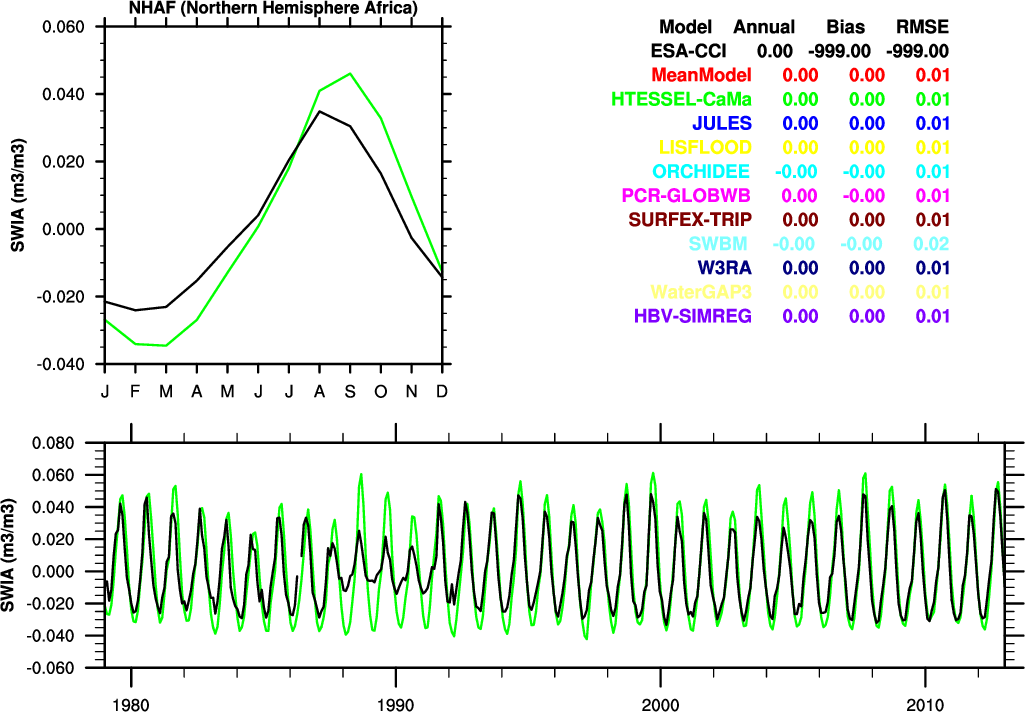 NHAF (Northern Hemisphere Africa)
SWIA (m3/m3)
0.060
0.040
0.020
0.000
-0.020
-0.040
J F M A M J J A S O N D
Model Annual Bias RMSE
ESA-CCI 0.00 -999.00 -999.00
MeanModel 0.00 0.00 0.01
HTESSEL-CaMa 0.00 0.00 0.01
JULES 0.00 0.00 0.01
LISFLOOD 0.00 0.00 0.01
ORCHIDEE -0.00 -0.00 0.01
PCR-GLOBWB 0.00 -0.00 0.01
SURFEX-TRIP 0.00 0.00 0.01
SWBM -0.00 -0.00 0.02
W3RA 0.00 0.00 0.01
WaterGAP3 0.00 0.00 0.01
HBV-SIMREG 0.00 0.00 0.01
SWIA (m3/m3)
0.080
0.060
0.040
0.020
0.000
-0.020
-0.040
-0.060
1980 1990 2000 2010